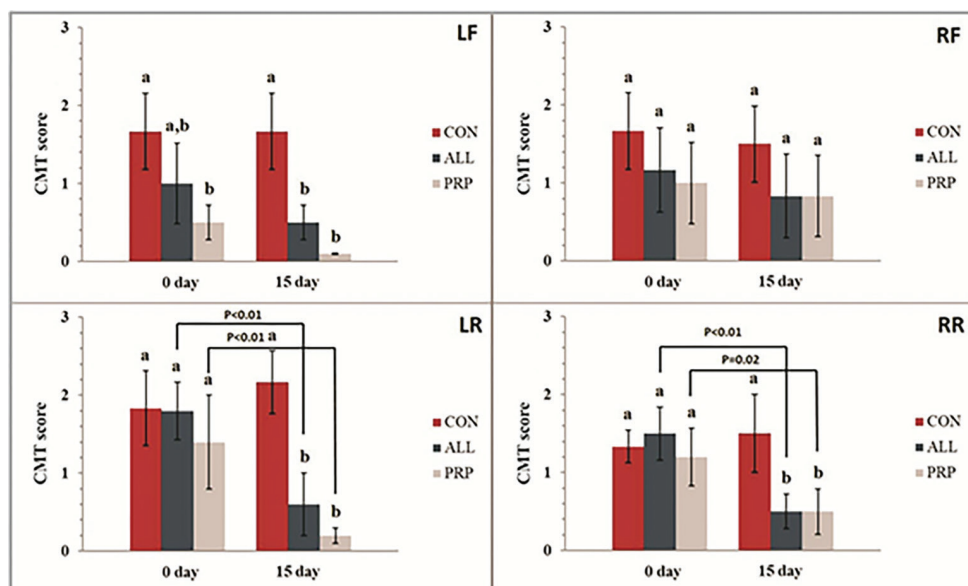 LF
3
2
1
0
CMT score
a
a,b
b
a
b
b
0 day
15 day
CON
ALL
PRP
RF
3
2
1
0
CMT score
a
a
a
a
a
a
0 day
15 day
CON
ALL
PRP
LR
3
2
1
0
CMT score
P<0.01
P<0.01
a
a
a
a
b
b
0 day
15 day
CON
ALL
PRP
RR
3
2
1
0
CMT score
P<0.01
P=0.02
a
a
a
a
b
b
0 day
15 day
CON
ALL
PRP